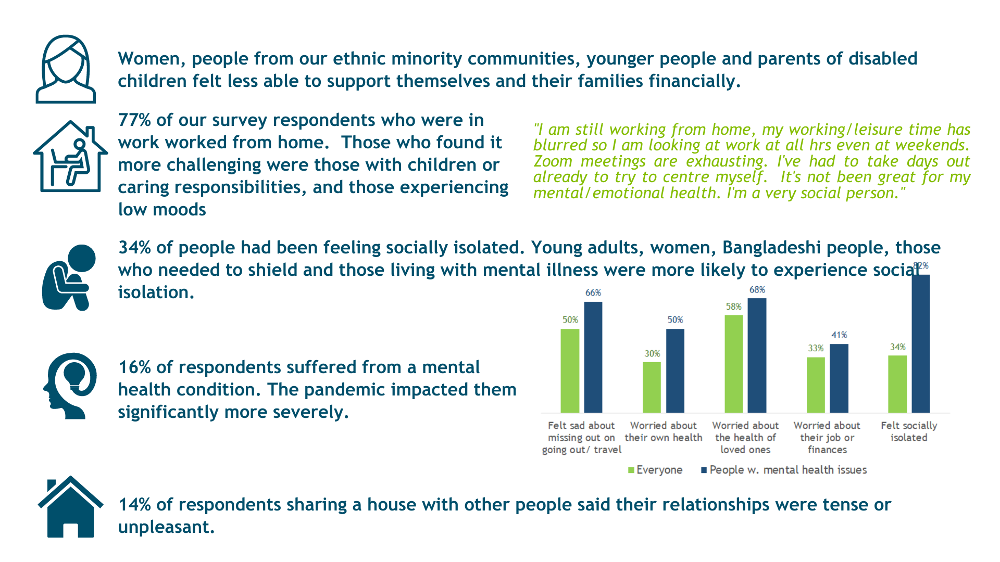 Women, people from our ethnic minority communities, younger people and parents of disabled
children felt less able to support themselves and their families financially.
77% of our survey respondents who were in
work worked from home.  Those who found it
more challenging were those with children or
caring responsibilities, and those experiencing
low moods
"I am still working from home, my working/leisure time has
blurred so I am looking at work at all hrs even at weekends.
Zoom meetings are exhausting. I've had to take days out
already to try to centre myself.  It's not been great for my
mental/emotional health. I'm a very social person."
34% of people had been feeling socially isolated. Young adults, women, Bangladeshi people, those
who needed to shield and those living with mental illness were more likely to experience social
isolation.
16% of respondents suffered from a mental
health condition. The pandemic impacted them
significantly more severely.
50%
66%
30%
50%
58%
68%
33%
41%
34%
82%
Felt sad about
missing out on
going out/ travel
Worried about
their own health
Worried about
the health of
loved ones
Worried about
their job or
finances
Felt socially
isolated
Everyone
People w. mental health issues
14% of respondents sharing a house with other people said their relationships were tense or
unpleasant.